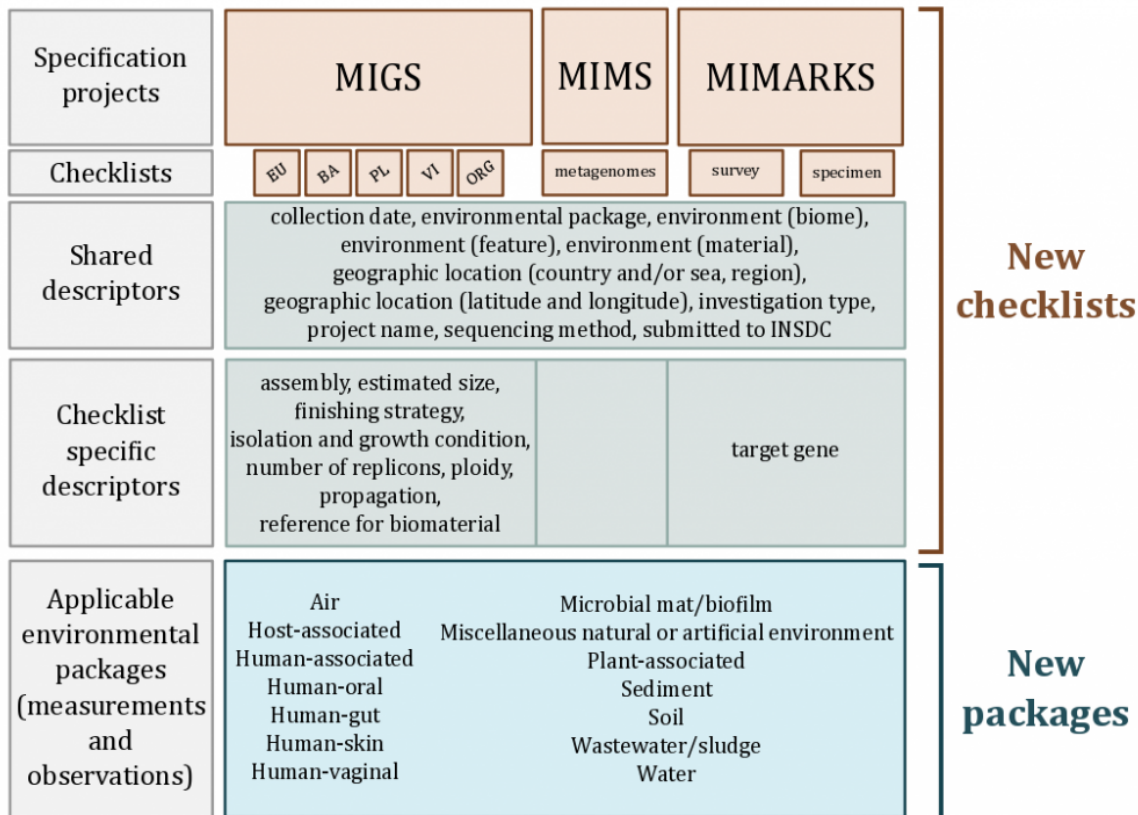 Specification
projects
MIGS
MIMS
MIMARKS
Checklists
EU
BA
PL
VI
ORG
metagenomes
survey
specimen
Shared
descriptors
collection date, environmental package, environment (biome),
environment (feature), environment (material),
geographic location (country and/or sea, region),
geographic location (latitude and longitude), investigation type,
project name, sequencing method, submitted to INSDC
Checklist
specific
descriptors
assembly, estimated size,
finishing strategy,
isolation and growth condition,
number of replicons, ploidy,
propagation,
reference for biomaterial
target gene
New
checklists
Applicable
environmental
packages
(measurements
and
observations)
Air
Host-associated
Human-associated
Human-oral
Human-gut
Human-skin
Human-vaginal
Microbial mat/biofilm
Miscellaneous natural or artificial environment
Plant-associated
Sediment
Soil
Wastewater/sludge
Water
New
packages